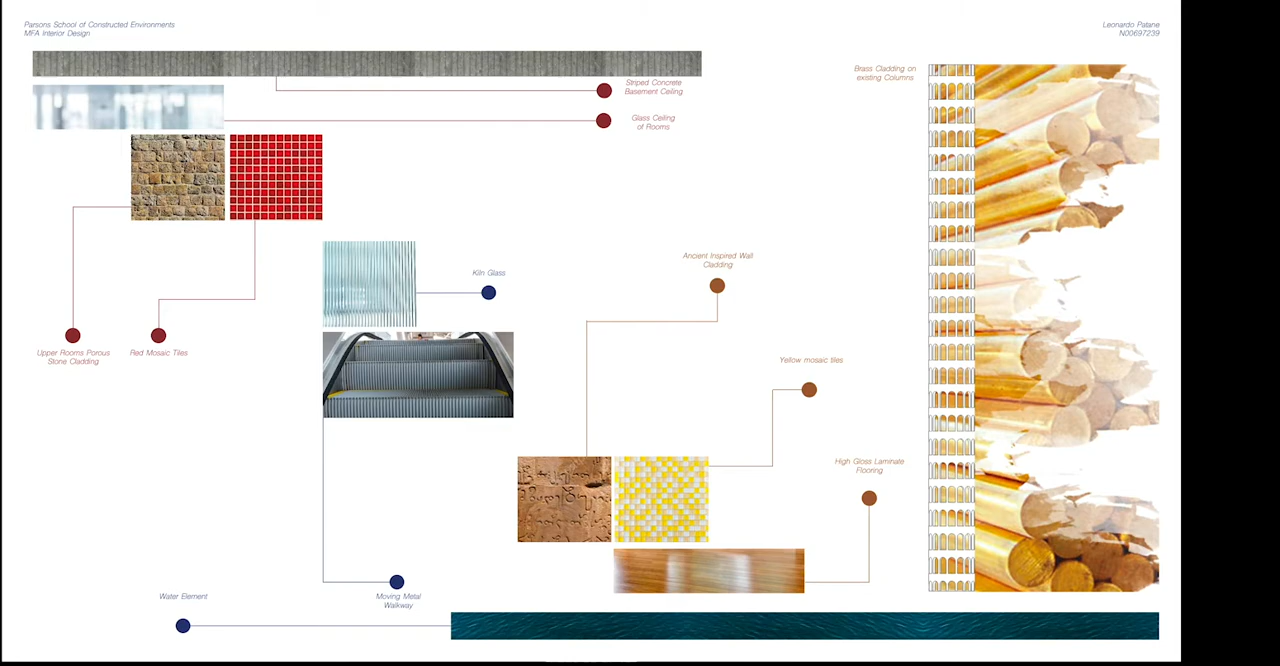 Parsons School of Constructed Environments
MFA Interior Design
Leonardo Patane
N00697239
Brass Cladding on
existing Columns
Striped Concrete
Basement Ceiling
Glass Ceiling
of Rooms
Upper Rooms Porous
Stone Cladding
Red Mosaic Tiles
Kiln Glass
Ancient Inspired Wall
Cladding
Yellow mosaic tiles
High Gloss Laminate
Flooring
Water Element
Moving Metal
Walkway